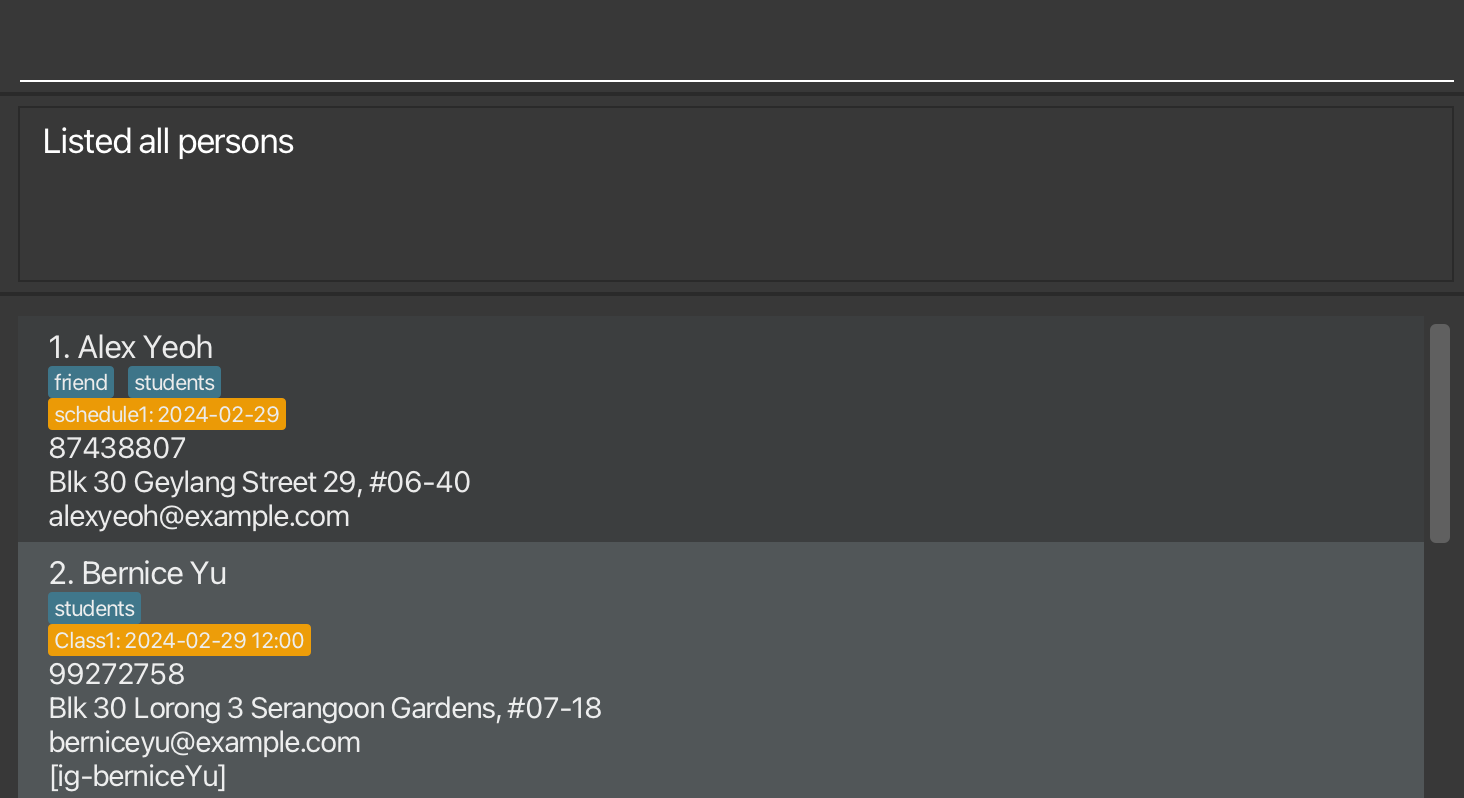 Listed all persons
1. Alex Yeoh
friend students
schedule1: 2024-02-29
87438807
Blk 30 Geylang Street 29, #06-40
alexyeoh@example.com
2. Bernice Yu
students
Class1: 2024-02-29 12:00
99272758
Blk 30 Lorong 3 Serangoon Gardens, #07-18
berniceyu@example.com
[ig-berniceYu]